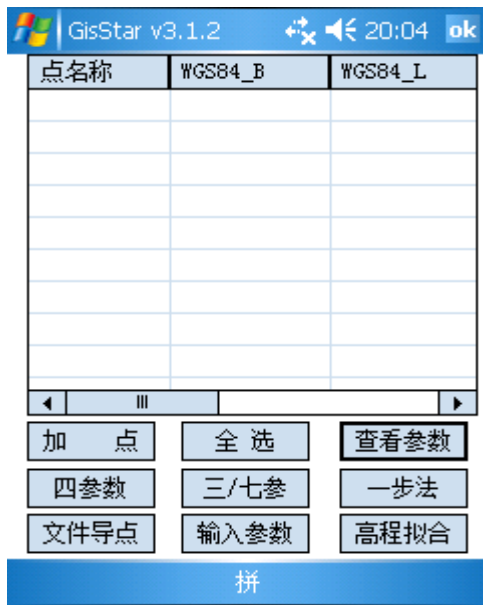 GisStar v3.1.2 20:04 ok
点名称 WGS84_B WGS84_L
加 点 全 选 查看参数
四参数 三/七参 一步法
文件导点 输入参数 高程拟合
拼